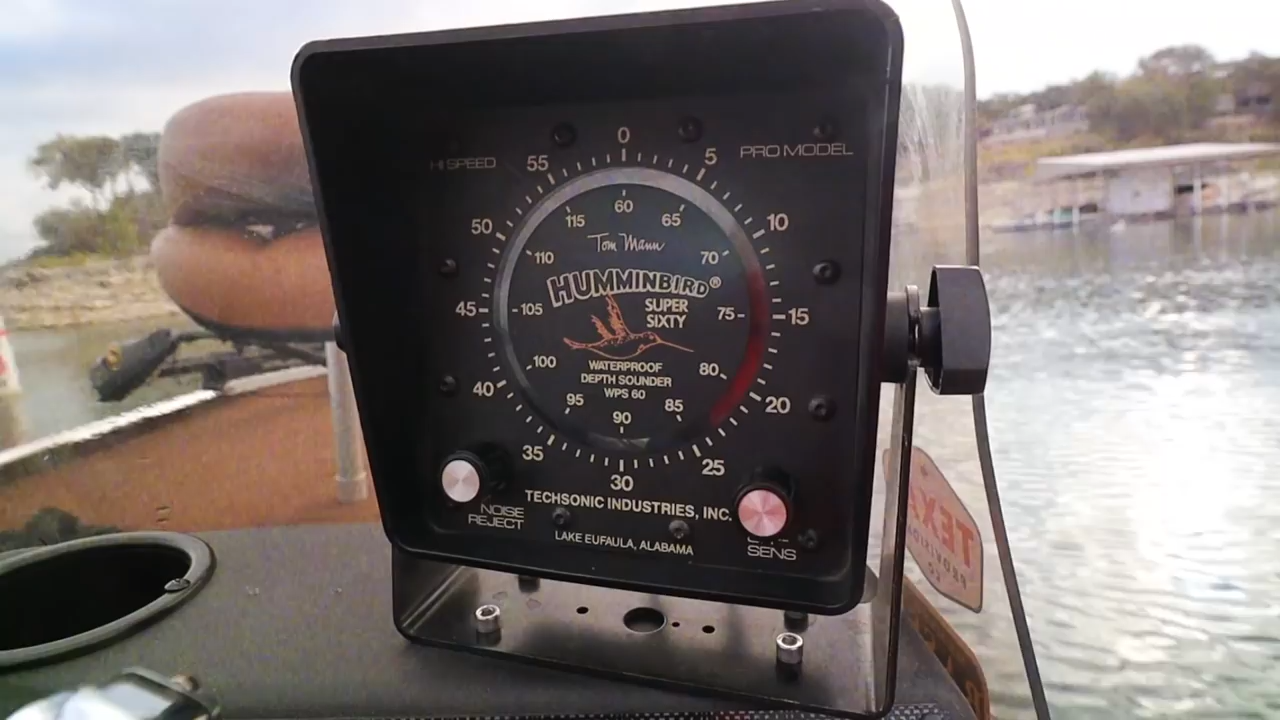 0
HI SPEED
55
5
PRO MODEL
115
60
65
50
10
Tom Mann
110
70
HUMMINBIRD®
SUPER
SIXTY
45
105
75
15
WATERPROOF
DEPTH SOUNDER
WPS 60
100
80
40
95
85
20
90
35
25
30
TECHSONIC INDUSTRIES, INC.
NOISE
REJECT
LAKE EUFAULA, ALABAMA
SENS